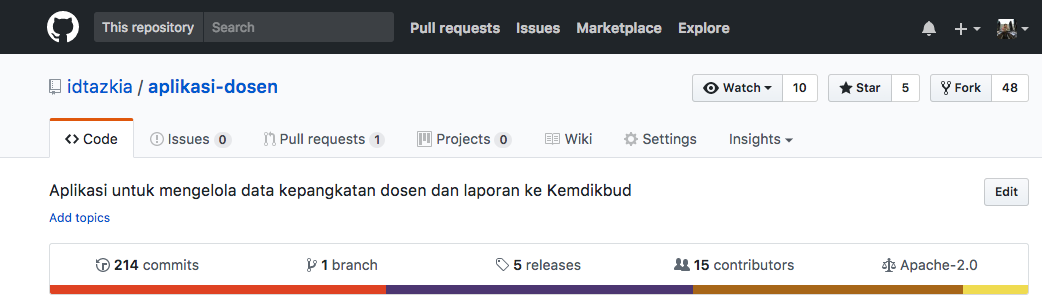 This repository Search Pull requests Issues Marketplace Explore
idtazkia / aplikasi-dosen Watch 10 Star 5 Fork 48
Code Issues 0 Pull requests 1 Projects 0 Wiki Settings Insights
Aplikasi untuk mengelola data kepangkatan dosen dan laporan ke Kemdikbud Edit
Add topics
214 commits 1 branch 5 releases 15 contributors Apache-2.0